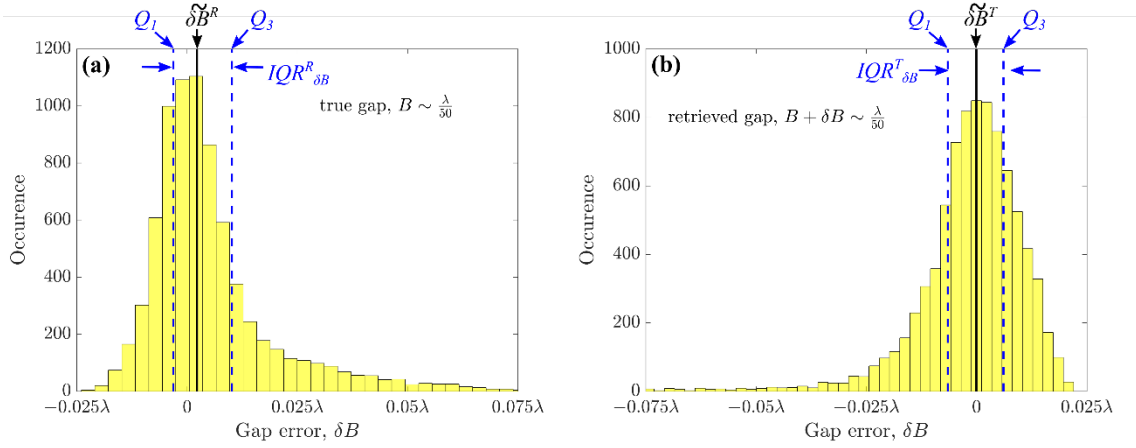 Q1 δB̃ᴿ Q3
(a)
IQRᴿδB
true gap, B ∼ λ/50
1200
1000
800
600
400
200
0
Occurence
−0.025λ 0 0.025λ 0.05λ 0.075λ
Gap error, δB
Q1 δB̃ᵀ Q3
(b)
IQRᵀδB
retrieved gap, B + δB ∼ λ/50
1000
800
600
400
200
0
Occurence
−0.075λ −0.05λ −0.025λ 0 0.025λ
Gap error, δB